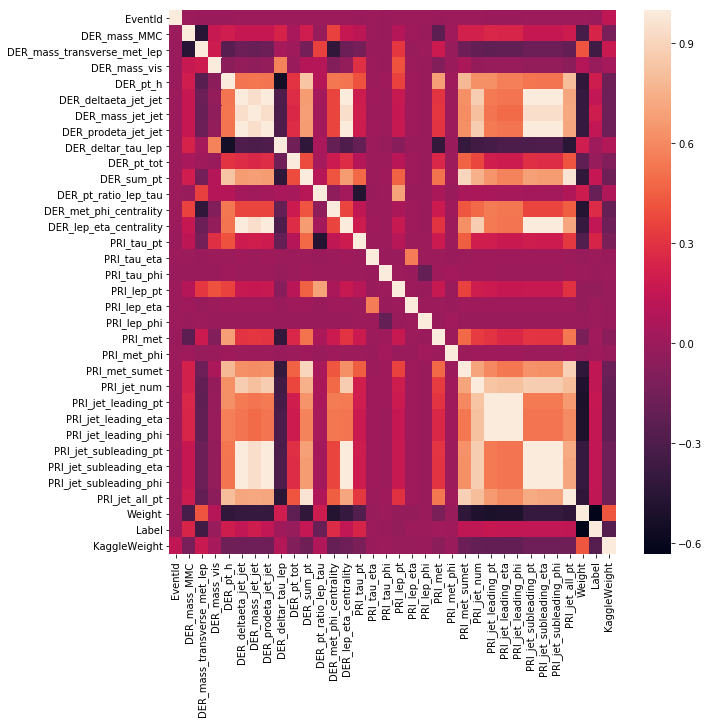 EventId
DER_mass_MMC
DER_mass_transverse_met_lep
DER_mass_vis
DER_pt_h
DER_deltaeta_jet_jet
DER_mass_jet_jet
DER_prodeta_jet_jet
DER_deltar_tau_lep
DER_pt_tot
DER_sum_pt
DER_pt_ratio_lep_tau
DER_met_phi_centrality
DER_lep_eta_centrality
PRI_tau_pt
PRI_tau_eta
PRI_tau_phi
PRI_lep_pt
PRI_lep_eta
PRI_lep_phi
PRI_met
PRI_met_phi
PRI_met_sumet
PRI_jet_num
PRI_jet_leading_pt
PRI_jet_leading_eta
PRI_jet_leading_phi
PRI_jet_subleading_pt
PRI_jet_subleading_eta
PRI_jet_subleading_phi
PRI_jet_all_pt
Weight
Label
KaggleWeight
EventId
DER_mass_MMC
DER_mass_transverse_met_lep
DER_mass_vis
DER_pt_h
DER_deltaeta_jet_jet
DER_mass_jet_jet
DER_prodeta_jet_jet
DER_deltar_tau_lep
DER_pt_tot
DER_sum_pt
DER_pt_ratio_lep_tau
DER_met_phi_centrality
DER_lep_eta_centrality
PRI_tau_pt
PRI_tau_eta
PRI_tau_phi
PRI_lep_pt
PRI_lep_eta
PRI_lep_phi
PRI_met
PRI_met_phi
PRI_met_sumet
PRI_jet_num
PRI_jet_leading_pt
PRI_jet_leading_eta
PRI_jet_leading_phi
PRI_jet_subleading_pt
PRI_jet_subleading_eta
PRI_jet_subleading_phi
PRI_jet_all_pt
Weight
Label
KaggleWeight
0.9
0.6
0.3
0.0
−0.3
−0.6